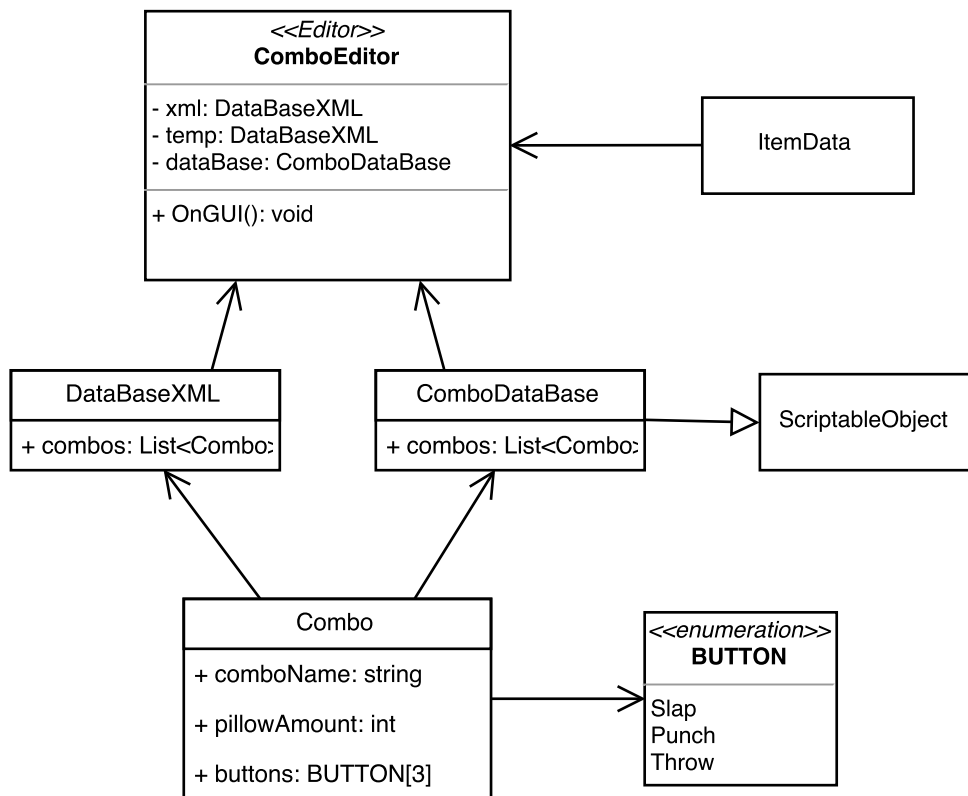 <<Editor>>
ComboEditor
- xml: DataBaseXML
- temp: DataBaseXML
- dataBase: ComboDataBase
+ OnGUI(): void
ItemData
DataBaseXML
+ combos: List<Combo>
ComboDataBase
+ combos: List<Combo>
ScriptableObject
Combo
+ comboName: string
+ pillowAmount: int
+ buttons: BUTTON[3]
<<enumeration>>
BUTTON
Slap
Punch
Throw